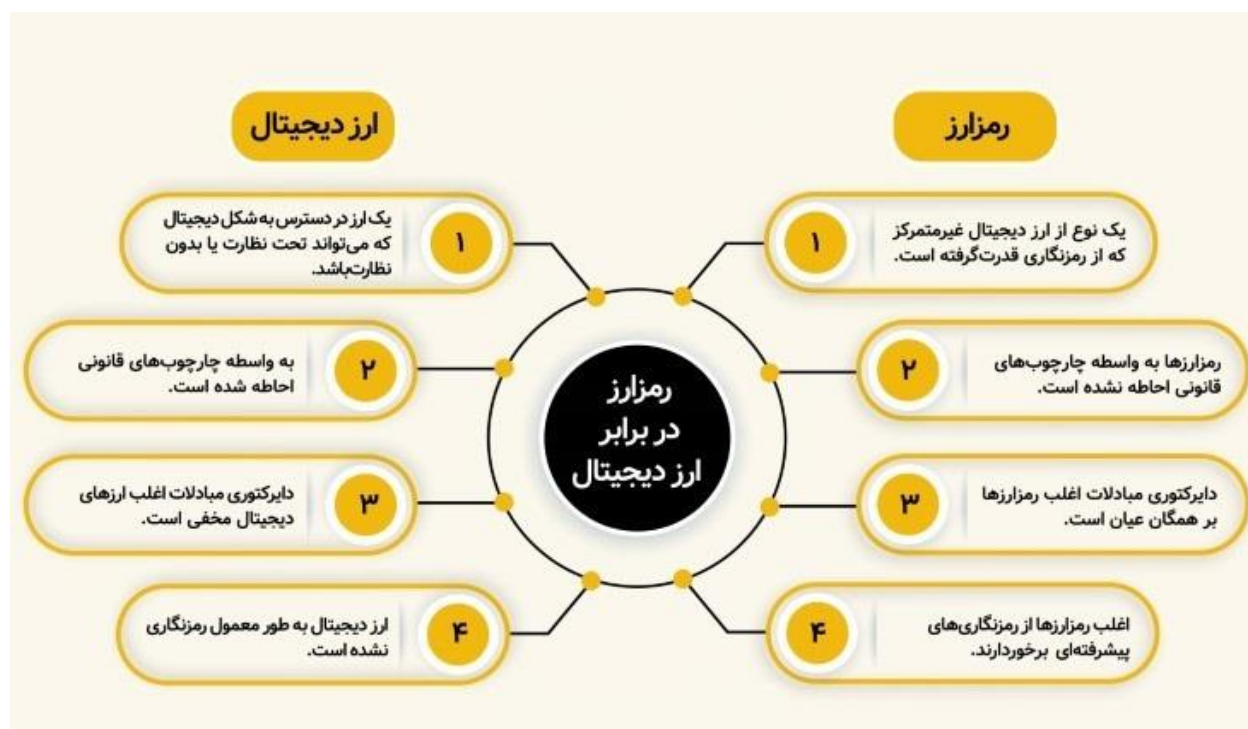 رمزارز
یک نوع از ارز دیجیتال غیرمتمرکز
که از رمزنگاری قدرت‌گرفته است.
۱
رمزارزها به واسطه چارچوب‌های
قانونی احاطه نشده است.
۲
دایرکتوری مبادلات اغلب رمزارزها
بر همگان عیان است.
۳
اغلب رمزارزها از رمزنگاری‌های
پیشرفته‌ای برخوردارند.
۴
رمزارز
در برابر
ارز دیجیتال
ارز دیجیتال
۱
یک ارز در دسترس به شکل دیجیتال
که می‌تواند تحت نظارت یا بدون
نظارت‌باشد.
۲
به واسطه چارچوب‌های قانونی
احاطه شده است.
۳
دایرکتوری مبادلات اغلب ارزهای
دیجیتال مخفی است.
۴
ارز دیجیتال به طور معمول رمزنگاری
نشده است.